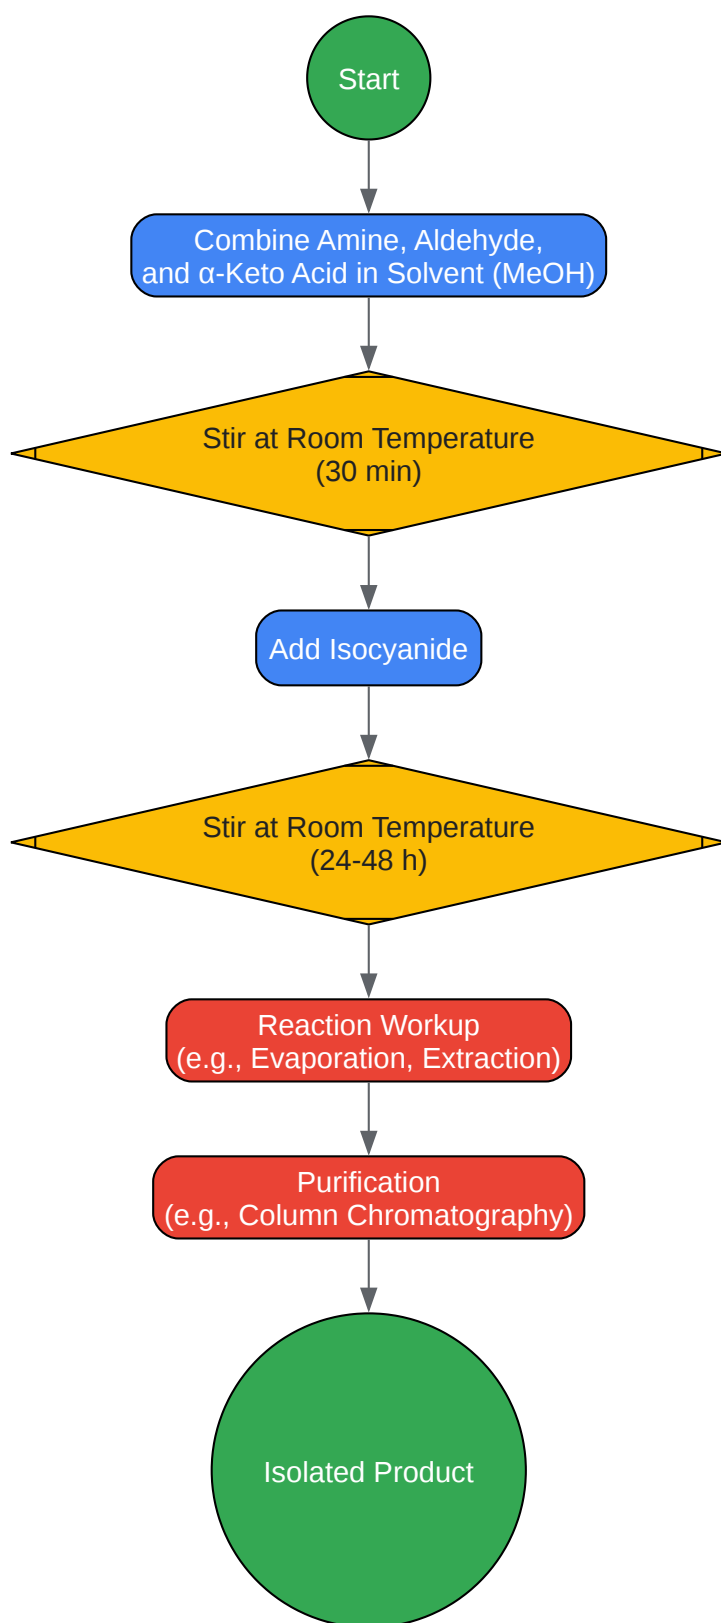 Start
Combine Amine, Aldehyde,
and α-Keto Acid in Solvent (MeOH)
Stir at Room Temperature
(30 min)
Add Isocyanide
Stir at Room Temperature
(24-48 h)
Reaction Workup
(e.g., Evaporation, Extraction)
Purification
(e.g., Column Chromatography)
Isolated Product